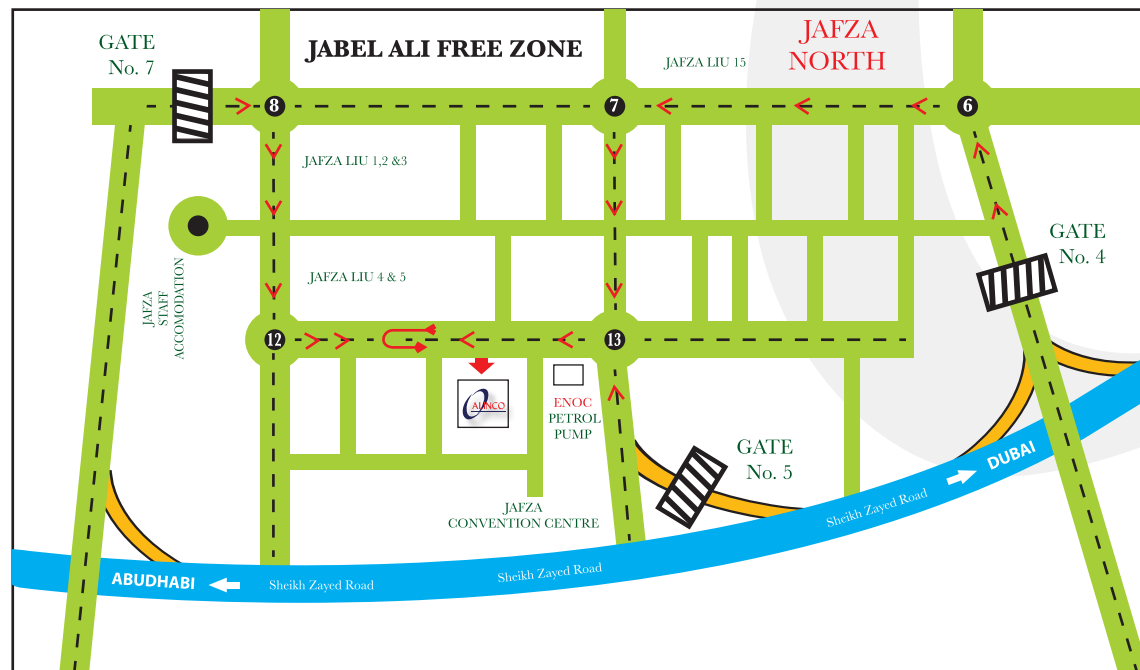 JABEL ALI FREE ZONE
JAFZA
NORTH
GATE
No. 7
JAFZA LIU 15
8
7
6
JAFZA LIU 1,2 &3
GATE
No. 4
JAFZA LIU 4 & 5
JAFZA
STAFF
ACCOMODATION
12
13
ALINCO
ENOC
PETROL
PUMP
GATE
No. 5
JAFZA
CONVENTION CENTRE
DUBAI
Sheikh Zayed Road
Sheikh Zayed Road
Sheikh Zayed Road
ABUDHABI